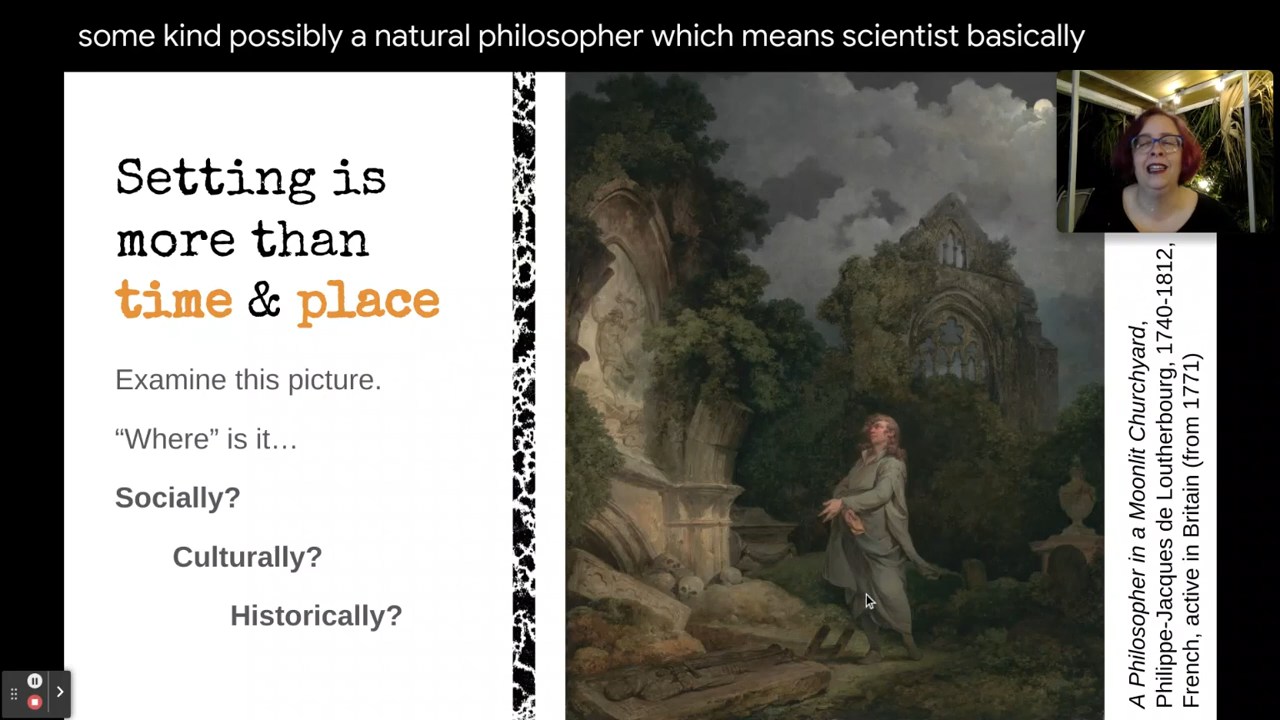 some kind possibly a natural philosopher which means scientist basically
Setting is
more than
time & place
Examine this picture.
“Where” is it…
Socially?
Culturally?
Historically?
A Philosopher in a Moonlit Churchyard,
Philippe-Jacques de Loutherbourg, 1740-1812,
French, active in Britain (from 1771)